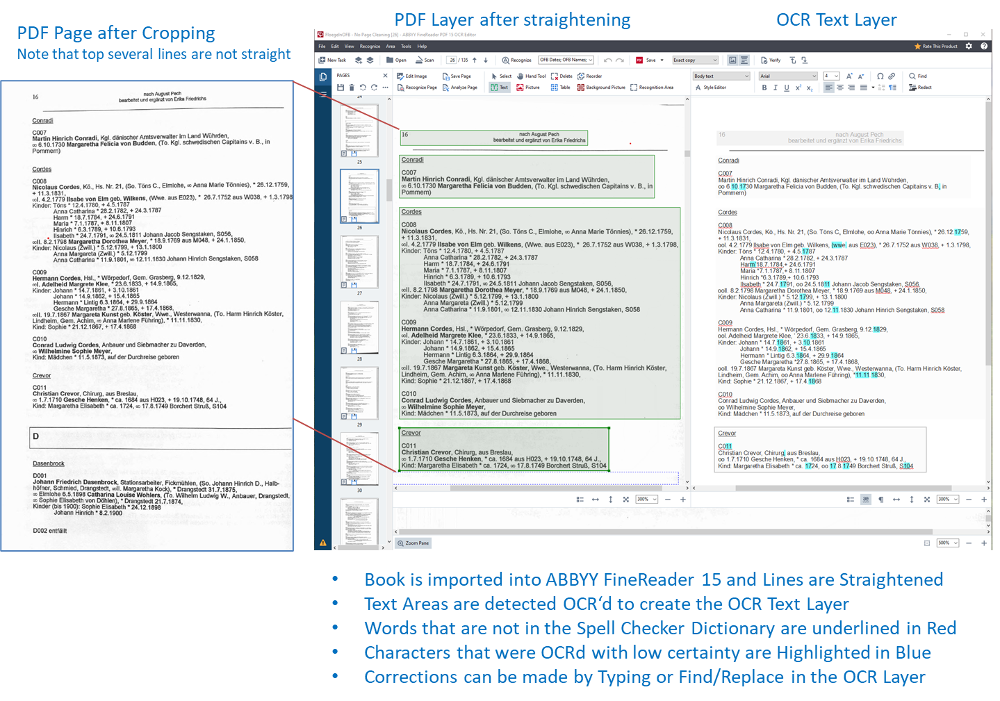 PDF Page after Cropping
Note that top several lines are not straight
PDF Layer after straightening
OCR Text Layer
16
nach August Pech
bearbeitet und ergänzt von Erika Friedrichs
Conradi
C007
Martin Hinrich Conradi, Kgl. dänischer Amtsverwalter im Land Wührden,
∞ 6.10.1730 Margaretha Felicia von Budden, (To. Kgl. schwedischen Capitains v. B., in
Pommern)
Cordes
C008
Nicolaus Cordes, Kö., Hs. Nr. 21, (So. Töns C., Elmlohe, ∞ Anna Marie Tönnies), * 26.12.1759,
+ 11.3.1831,
∞I. 4.2.1779 Ilsabe von Elm geb. Wilkens, (Wwe. aus E023), * 26.7.1752 aus W038, + 1.3.1798
Kinder: Töns * 12.4.1780, + 4.5.1787
Anna Catharina * 28.2.1782, + 24.3.1787
Harm * 18.7.1784, + 24.6.1791
Maria * 7.1.1787, + 8.11.1807
Hinrich * 6.3.1789, + 10.6.1793
Ilsabeth * 24.7.1791, ∞ 24.5.1811 Johann Jacob Sengstaken, S056,
∞II. 8.2.1798 Margaretha Dorothea Meyer, * 18.9.1769 aus M048, + 24.1.1850,
Kinder: Nicolaus (Zwill.) * 5.12.1799, + 13.1.1800
Anna Margareta (Zwill.) * 5.12.1799
Anna Catharina * 11.9.1801, ∞ 12.11.1830 Johann Hinrich Sengstaken, S058
C009
Hermann Cordes, Hsl., * Wörpedorf, Gem. Grasberg, 9.12.1829,
∞I. Adelheid Margrete Klee, * 23.6.1833, + 14.9.1865,
Kinder: Johann * 14.7.1861, + 3.10.1861
Johann * 14.9.1862, + 15.4.1865
Hermann * Lintig 6.3.1864, + 29.9.1864
Gesche Margaretha * 27.8.1865, + 17.4.1868,
∞II. 19.7.1867 Margareta Kunst geb. Köster, Wwe., Westerwanna, (To. Harm Hinrich Köster,
Lindheim, Gem. Achim, ∞ Anna Marlene Führing), * 11.11.1830,
Kind: Sophie * 21.12.1867, + 17.4.1868
C010
Conrad Ludwig Cordes, Anbauer und Siebmacher zu Daverden,
∞ Wilhelmine Sophie Meyer,
Kind: Mädchen * 11.5.1873, auf der Durchreise geboren
Crevor
C011
Christian Crevor, Chirug, aus Breslau,
∞ 1.7.1710 Gesche Henken, * ca. 1684 aus H023, + 19.10.1748, 64 J.,
Kind: Margaretha Elisabeth * ca. 1724, ∞ 17.8.1749 Borchert Struß, S104
D
Dasenbrock
D001
Johann Friedrich Dasenbrock, Stationsarbeiter, Fickmühlen, (So. Johann Hinrich D., Halb-
höfner, Schmied, Drangstedt, ∞II. Margaretha Kock), * Drangstedt 31.7.1875,
∞ Elmlohe 6.5.1898 Catharina Louise Wohlers, (To. Wilhelm Ludwig W., Anbauer, Drangstedt,
∞ Sophie Elisabeth von Döhlen), * Drangstedt 21.7.1874,
Kinder (bis 1900): Sophie Elisabeth * 24.12.1898
Johann Hinrich * 8.2.1900
D002 entfällt
FloegelnOFB - No Page Cleaning [26] - ABBYY FineReader PDF 15 OCR Editor
File Edit View Recognize Area Tools Help
Rate This Product
New Task Open Scan 26 / 135 Recognize OFB Dates; OFB Names; Save Exact copy Verify
PAGES
Edit Image Save Page Select Hand Tool Delete Reorder
Recognize Page Analyze Page Text Picture Table Background Picture Recognition Area
Body text Arial 4 Find
Style Editor B I U x² x₂ Redact
24
25
26
27
28
29
30
16
nach August Pech
bearbeitet und ergänzt von Erika Friedrichs
Conradi
C007
Martin Hinrich Conradi, Kgl. dänischer Amtsverwalter im Land Wührden,
∞ 6.10.1730 Margaretha Felicia von Budden, (To. Kgl. schwedischen Capitains v. B., in
Pommern)
Cordes
C008
Nicolaus Cordes, Kö., Hs. Nr. 21, (So. Töns C., Elmlohe, ∞ Anna Marie Tönnies), * 26.12.1759,
+ 11.3.1831,
∞I. 4.2.1779 Ilsabe von Elm geb. Wilkens, (Wwe. aus E023), * 26.7.1752 aus W038, + 1.3.1798,
Kinder: Töns * 12.4.1780, + 4.5.1787
Anna Catharina * 28.2.1782, + 24.3.1787
Harm * 18.7.1784, + 24.6.1791
Maria * 7.1.1787, + 8.11.1807
Hinrich * 6.3.1789, + 10.6.1793
Ilsabeth * 24.7.1791, ∞ 24.5.1811 Johann Jacob Sengstaken, S056,
∞II. 8.2.1798 Margaretha Dorothea Meyer, * 18.9.1769 aus M048, + 24.1.1850,
Kinder: Nicolaus (Zwill.) * 5.12.1799, + 13.1.1800
Anna Margareta (Zwill.) * 5.12.1799
Anna Catharina * 11.9.1801, ∞ 12.11.1830 Johann Hinrich Sengstaken, S058
C009
Hermann Cordes, Hsl., * Wörpedorf, Gem. Grasberg, 9.12.1829,
∞I. Adelheid Margrete Klee, * 23.6.1833, + 14.9.1865,
Kinder: Johann * 14.7.1861, + 3.10.1861
Johann * 14.9.1862, + 15.4.1865
Hermann * Lintig 6.3.1864, + 29.9.1864
Gesche Margaretha * 27.8.1865, + 17.4.1868,
∞II. 19.7.1867 Margareta Kunst geb. Köster, Wwe., Westerwanna, (To. Harm Hinrich Köster,
Lindheim, Gem. Achim, ∞ Anna Marlene Führing), * 11.11.1830,
Kind: Sophie * 21.12.1867, + 17.4.1868
C010
Conrad Ludwig Cordes, Anbauer und Siebmacher zu Daverden,
∞ Wilhelmine Sophie Meyer,
Kind: Mädchen * 11.5.1873, auf der Durchreise geboren
Crevor
C011
Christian Crevor, Chirurg, aus Breslau,
∞ 1.7.1710 Gesche Henken, * ca. 1684 aus H023, + 19.10.1748, 64 J.,
Kind: Margaretha Elisabeth * ca. 1724, ∞ 17.8.1749 Borchert Struß, S104
300%
Zoom Pane
16
nach August Pech
bearbeitet und ergänzt von Erika Friedrichs
Conradi
C007
Martin Hinrich Conradi, Kgl. dänischer Amtsverwalter im Land Wührden,
oo 6.10 1730 Margaretha Felicia von Budden, (To. Kgl. schwedischen Capitains v. B., in
Pommern)
Cordes
C008
Nicolaus Cordes, Kö., Hs. Nr. 21, (So. Töns C., Elmlohe, oo Anna Marie Tönnies), * 26.12.1759,
+ 11.3.1831,
ool. 4.2.1779 Ilsabe von Elm geb. Wilkens, (wwe. aus E023), * 26.7.1752 aus W038, + 1.3.1798,
Kinder: Töns * 12.4.1780, + 4.5.1787
Anna Catharina * 28.2.1782, + 24.3.1787
Harm'18.7.1784,+ 24.6.1791
Maria *7.1.1787, + 8.11.1807
Hinrich *6.3.1789,+ 10.6.1793
Ilsabeth * 24.7.1791, oo 24.5.1811 Johann Jacob Sengstaken, S056,
ooll. 8.2.1798 Margaretha Dorothea Meyer, * 18.9.1769 aus M048, + 24.1.1850,
Kinder: Nicolaus (Zwill.) * 5.12.1799, + 13.1.1800
Anna Margareta (Zwill.) * 5.12.1799
Anna Catharina * 11.9.1801, oo 12.11.1830 Johann Hinrich Sengstaken, S058
C009
Hermann Cordes, Hsl., * Wörpedorf, Gem. Grasberg, 9.12.1829,
ool. Adelheid Margrete Klee, ' 23.6.1833, + 14.9.1865,
Kinder: Johann * 14.7.1861, + 3.10.1861
Johann * 14.9.1862, + 15.4.1865
Hermann * Lintig 6.3.1864, + 29.9.1864
Gesche Margaretha *27.8.1865, + 17.4.1868,
ooll. 19.7.1867 Margareta Kunst geb. Köster, Wwe., Westerwanna, (To. Harm Hinrich Köster,
Lindheim, Gem. Achim, oo Anna Marlene Führing), *11.11 1830,
Kind: Sophie * 21.12.1867, + 17.4.1868
C010
Conrad Ludwig Cordes, Anbauer und Siebmacher zu Daverden,
oo Wilhelmine Sophie Meyer,
Kind: Mädchen * 11.5.1873, auf der Durchreise geboren
Crevor
C011
Christian Crevor, Chirurg, aus Breslau,
oo 1.7.1710 Gesche Henken, * ca. 1684 aus H023, + 19.10.1748, 64 J.,
Kind: Margaretha Elisabeth * ca. 1724, oo 17.8.1749 Borchert Struß, S104
300%
500%
• Book is imported into ABBYY FineReader 15 and Lines are Straightened
• Text Areas are detected OCR‘d to create the OCR Text Layer
• Words that are not in the Spell Checker Dictionary are underlined in Red
• Characters that were OCRd with low certainty are Highlighted in Blue
• Corrections can be made by Typing or Find/Replace in the OCR Layer